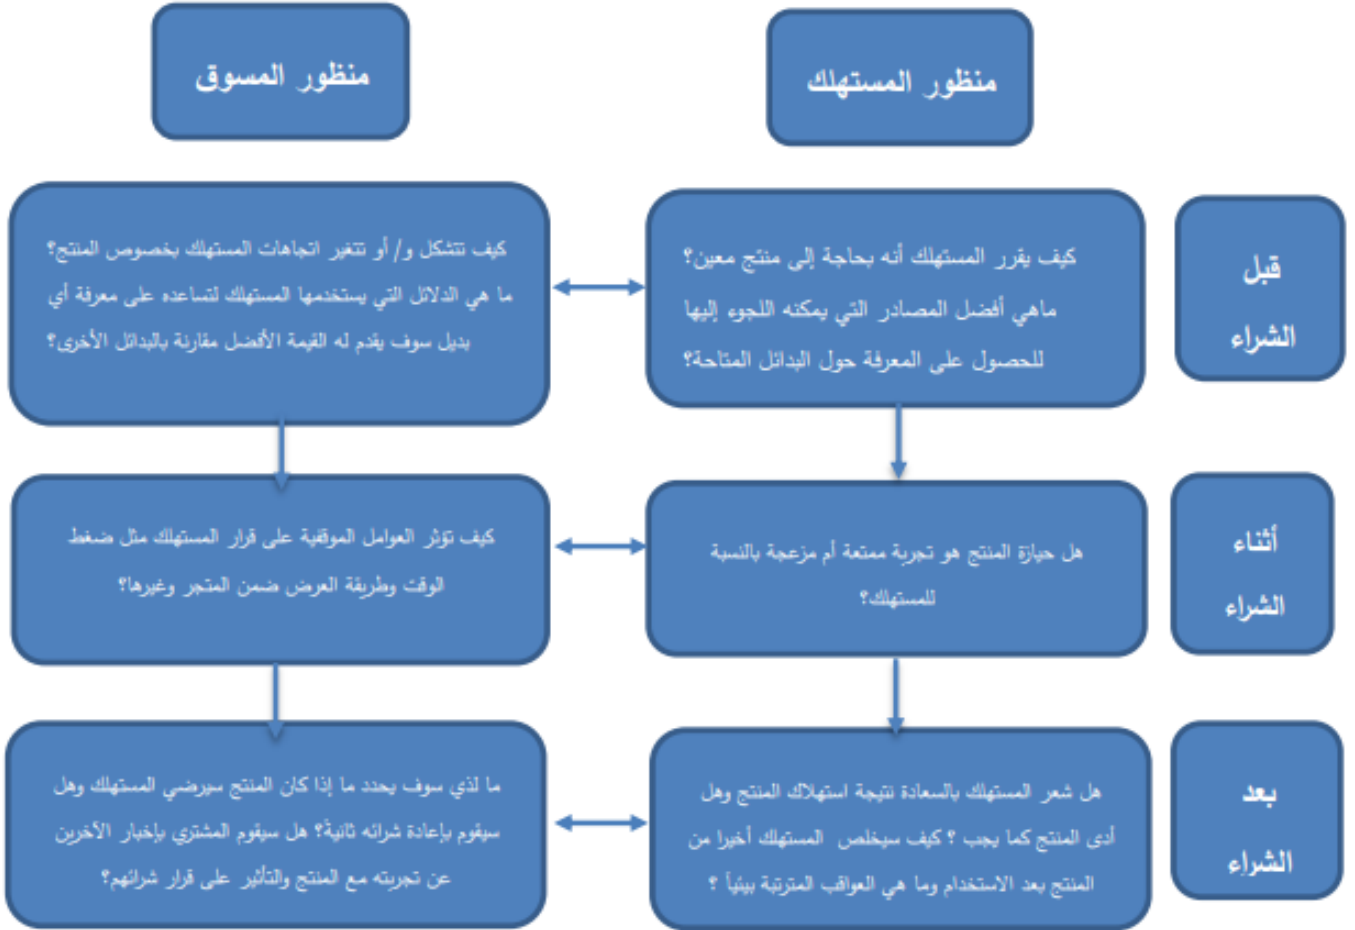 منظور المستهلك
منظور المسوق
قبل
الشراء
كيف يقرر المستهلك أنه بحاجة إلى منتج معين؟
ماهي أفضل المصادر التي يمكنه اللجوء إليها
للحصول على المعرفة حول البدائل المتاحة؟
كيف تتشكل و/ أو تتغير اتجاهات المستهلك بخصوص المنتج؟
ما هي الدلائل التي يستخدمها المستهلك لتساعده على معرفة أي
بديل سوف يقدم له القيمة الأفضل مقارنة بالبدائل الأخرى؟
أثناء
الشراء
هل حيازة المنتج هو تجربة ممتعة أم مزعجة بالنسبة
للمستهلك؟
كيف تؤثر العوامل الموقفية على قرار المستهلك مثل ضغط
الوقت وطريقة العرض ضمن المتجر وغيرها؟
بعد
الشراء
هل شعر المستهلك بالسعادة نتيجة استهلاك المنتج وهل
أدى المنتج كما يجب ؟ كيف سيخلص المستهلك أخيرا من
المنتج بعد الاستخدام وما هي العواقب المترتبة بيئياً ؟
ما لذي سوف يحدد ما إذا كان المنتج سيرضي المستهلك وهل
سيقوم بإعادة شرائه ثانيةً؟ هل سيقوم المشتري بإخبار الآخرين
عن تجربته مع المنتج والتأثير على قرار شرائهم؟